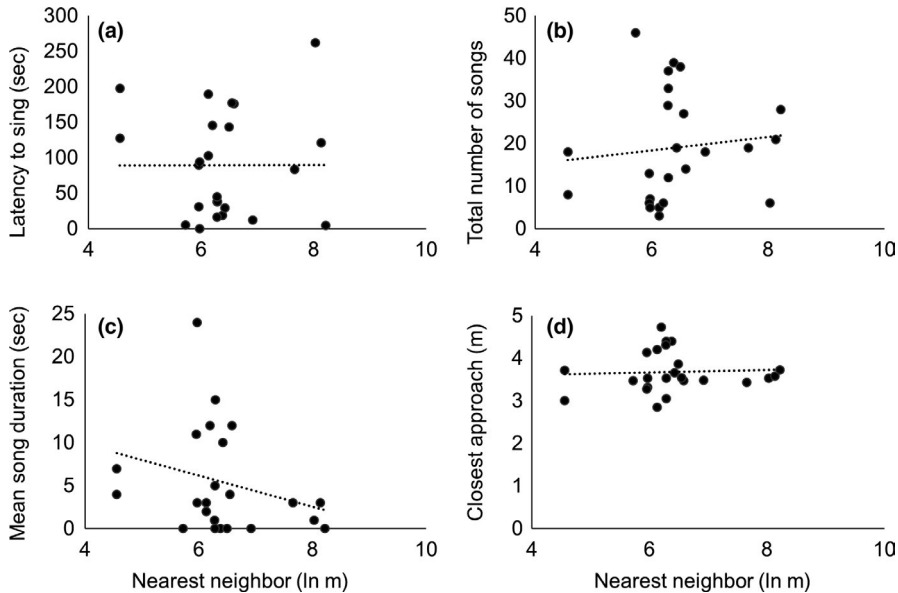 (a)
Latency to sing (sec)
300
250
200
150
100
50
0
4 6 8 10
(b)
Total number of songs
50
40
30
20
10
0
4 6 8 10
(c)
Mean song duration (sec)
25
20
15
10
5
0
4 6 8 10
Nearest neighbor (ln m)
(d)
Closest approach (m)
5
4
3
2
1
0
4 6 8 10
Nearest neighbor (ln m)